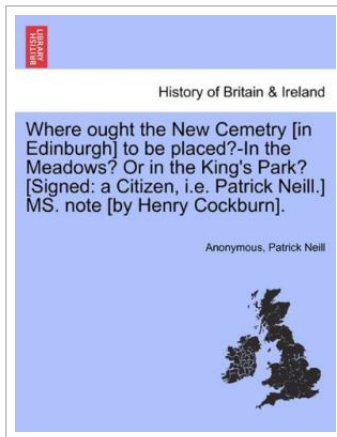 BRITISH
LIBRARY
History of Britain & Ireland
Where ought the New Cemetry [in
Edinburgh] to be placed?-In the
Meadows? Or in the King's Park?
[Signed: a Citizen, i.e. Patrick Neill.]
MS. note [by Henry Cockburn].
Anonymous, Patrick Neill